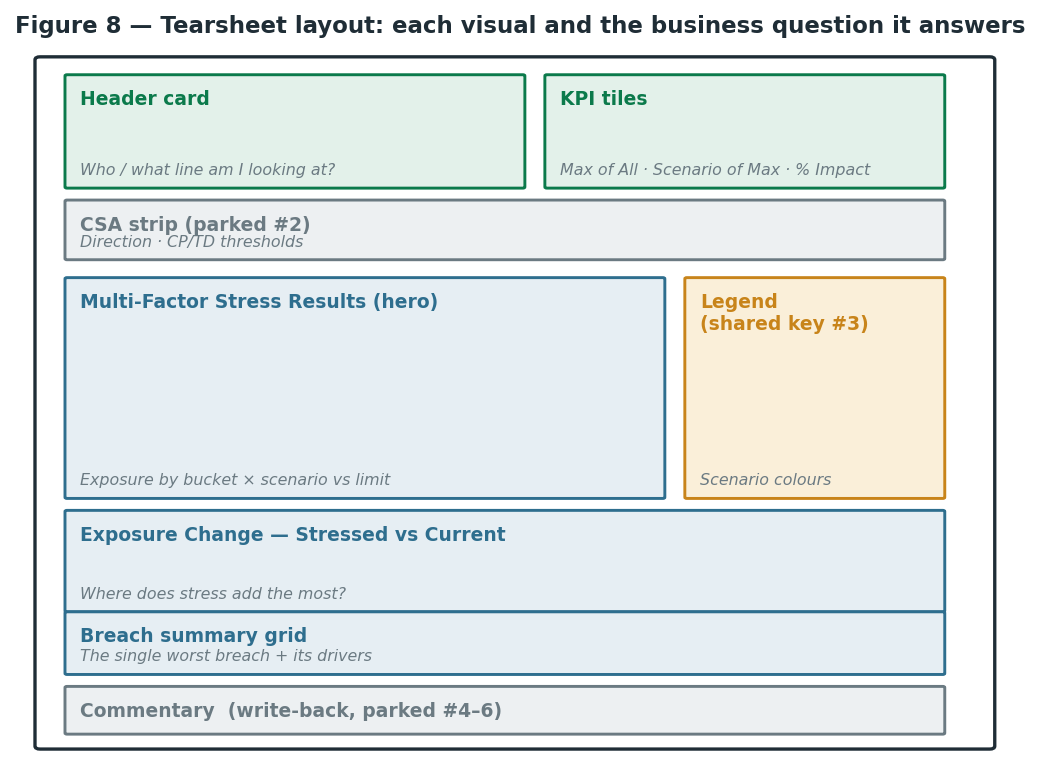 Figure 8 — Tearsheet layout: each visual and the business question it answers
Header card
Who / what line am I looking at?
KPI tiles
Max of All · Scenario of Max · % Impact
CSA strip (parked #2)
Direction · CP/TD thresholds
Multi-Factor Stress Results (hero)
Exposure by bucket × scenario vs limit
Legend
(shared key #3)
Scenario colours
Exposure Change — Stressed vs Current
Where does stress add the most?
Breach summary grid
The single worst breach + its drivers
Commentary  (write-back, parked #4–6)